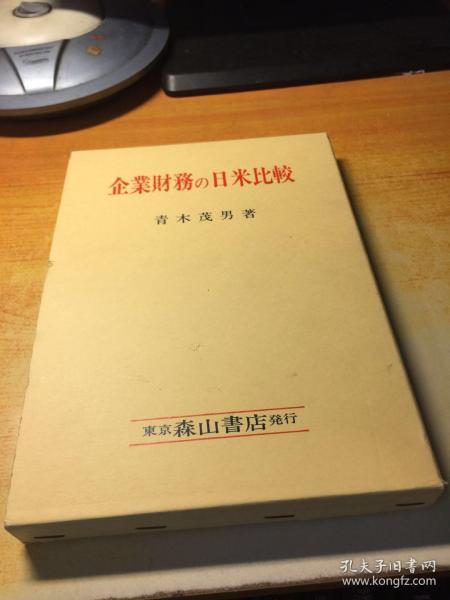 企業財務の日米比較
青木茂男著
東京 森山書店 発行
孔夫子旧书网
www.kongfz.com